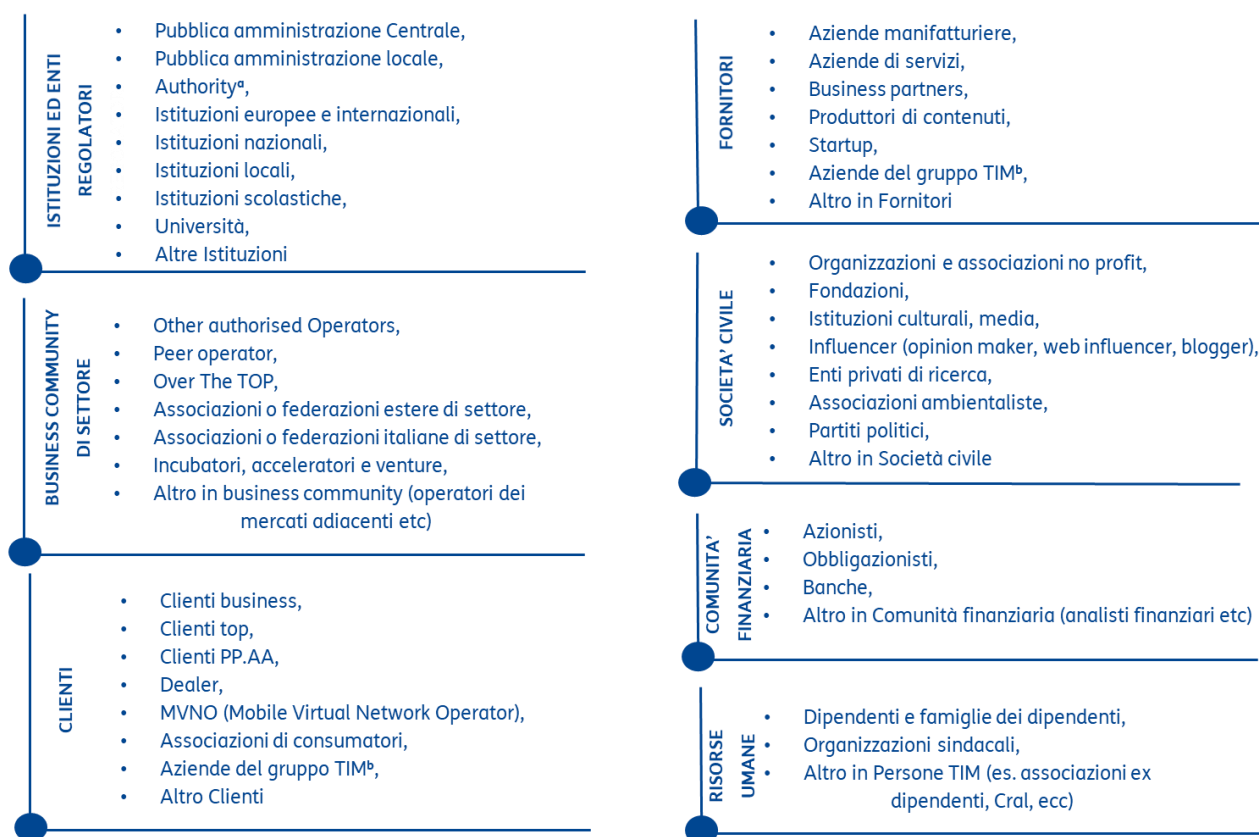 ISTITUZIONI ED ENTI
REGOLATORI
• Pubblica amministrazione Centrale,
• Pubblica amministrazione locale,
• Authorityᵃ,
• Istituzioni europee e internazionali,
• Istituzioni nazionali,
• Istituzioni locali,
• Istituzioni scolastiche,
• Università,
• Altre Istituzioni
BUSINESS COMMUNITY
DI SETTORE
• Other authorised Operators,
• Peer operator,
• Over The TOP,
• Associazioni o federazioni estere di settore,
• Associazioni o federazioni italiane di settore,
• Incubatori, acceleratori e venture,
• Altro in business community (operatori dei
mercati adiacenti etc)
CLIENTI
• Clienti business,
• Clienti top,
• Clienti PP.AA,
• Dealer,
• MVNO (Mobile Virtual Network Operator),
• Associazioni di consumatori,
• Aziende del gruppo TIMᵇ,
• Altro Clienti
FORNITORI
• Aziende manifatturiere,
• Aziende di servizi,
• Business partners,
• Produttori di contenuti,
• Startup,
• Aziende del gruppo TIMᵇ,
• Altro in Fornitori
SOCIETA’ CIVILE
• Organizzazioni e associazioni no profit,
• Fondazioni,
• Istituzioni culturali, media,
• Influencer (opinion maker, web influencer, blogger),
• Enti privati di ricerca,
• Associazioni ambientaliste,
• Partiti politici,
• Altro in Società civile
COMUNITA’
FINANZIARIA
• Azionisti,
• Obbligazionisti,
• Banche,
• Altro in Comunità finanziaria (analisti finanziari etc)
RISORSE
UMANE
• Dipendenti e famiglie dei dipendenti,
• Organizzazioni sindacali,
• Altro in Persone TIM (es. associazioni ex
dipendenti, Cral, ecc)